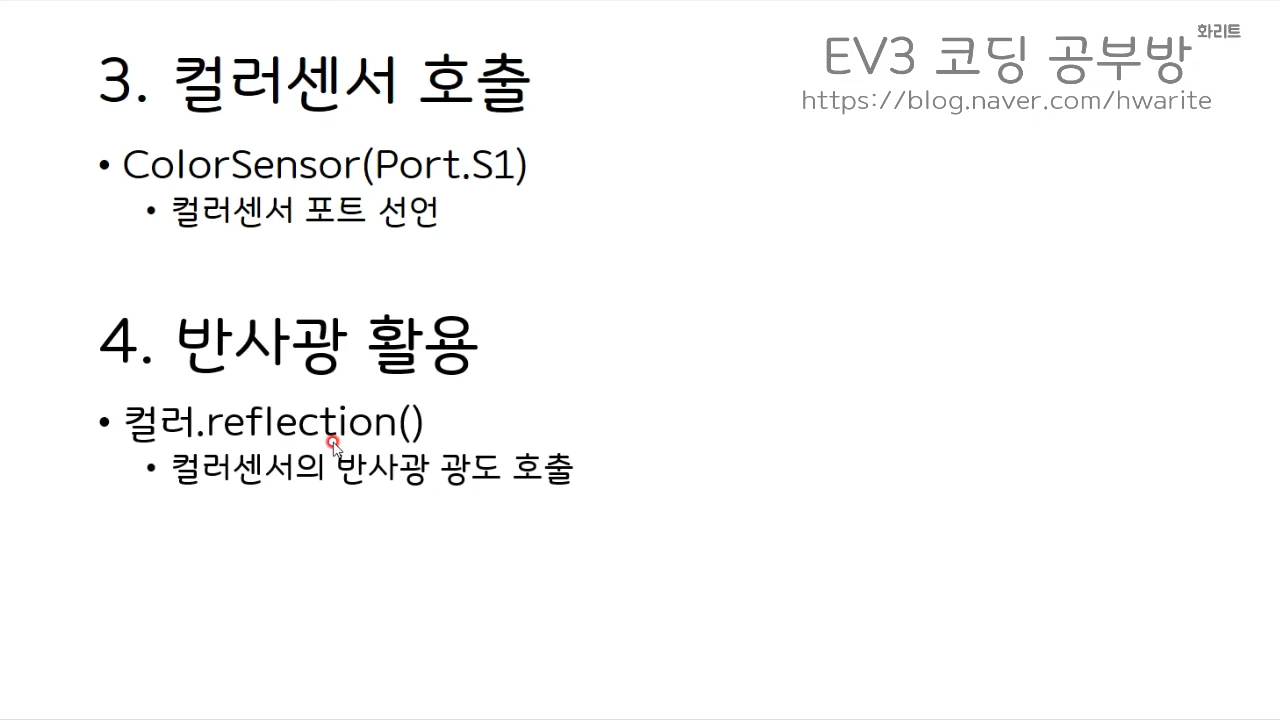 화리트
EV3 코딩 공부방
https://blog.naver.com/hwarite
3. 컬러센서 호출
• ColorSensor(Port.S1)
• 컬러센서 포트 선언
4. 반사광 활용
• 컬러.reflection()
• 컬러센서의 반사광 광도 호출